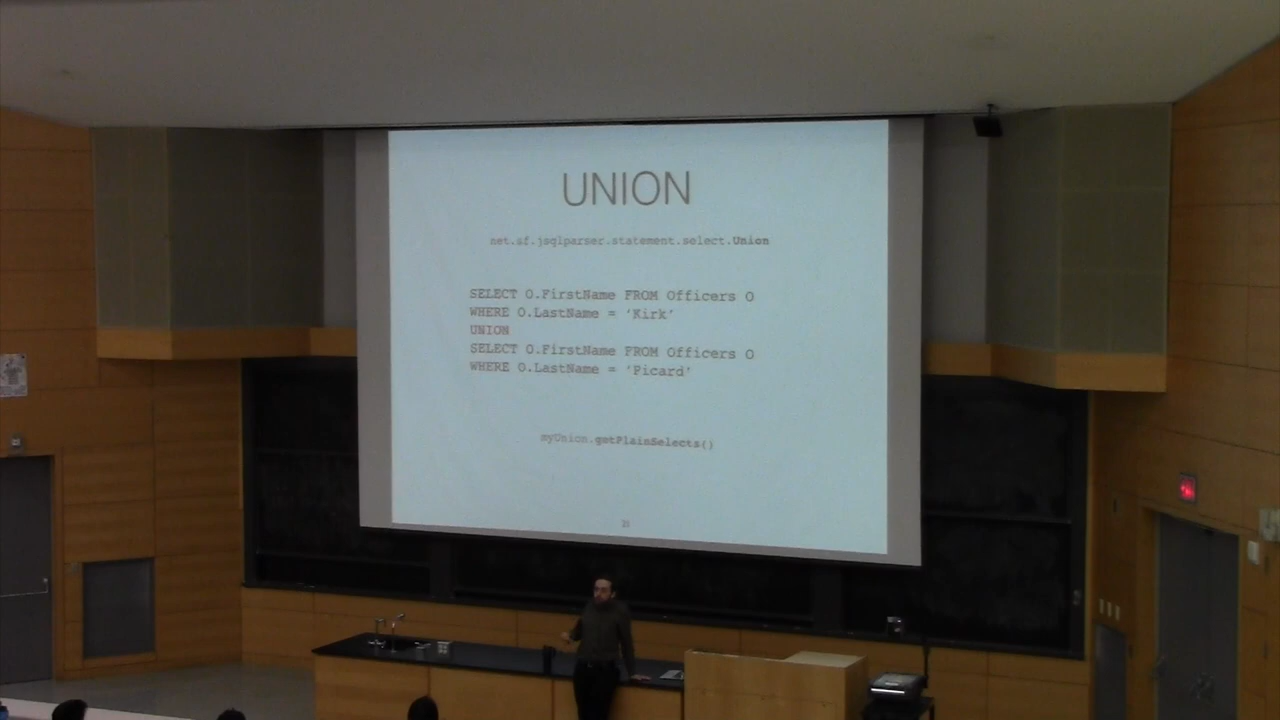 UNION
net.sf.jsqlparser.statement.select.Union
SELECT O.FirstName FROM Officers O
WHERE O.LastName = ‘Kirk’
UNION
SELECT O.FirstName FROM Officers O
WHERE O.LastName = ‘Picard’
myUnion.getPlainSelects()